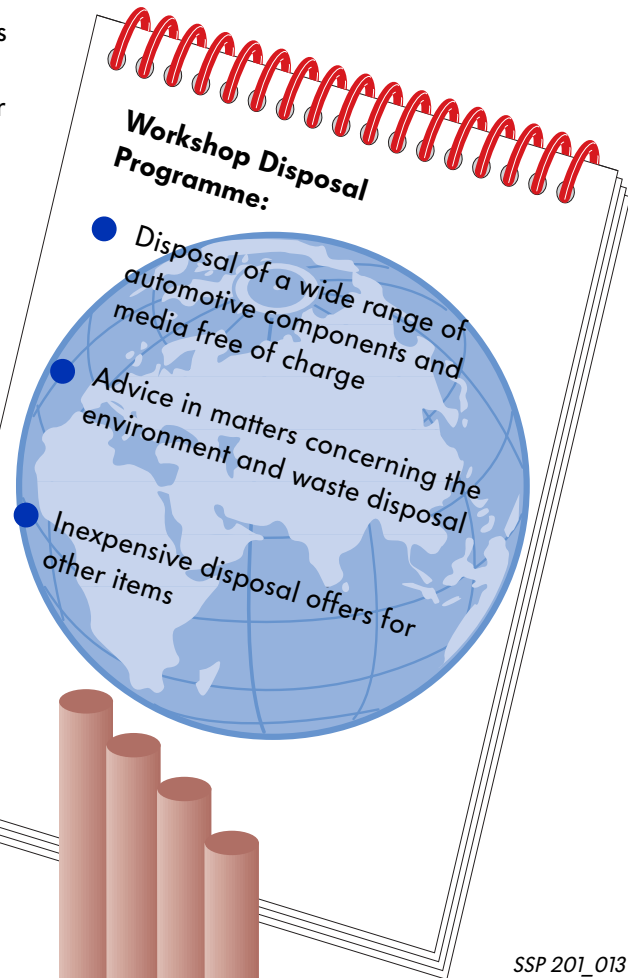 s
r
Workshop Disposal
Programme:
Disposal of a wide range of
automotive components and
media free of charge
Advice in matters concerning the
environment and waste disposal
Inexpensive disposal offers for
other items
SSP 201_013